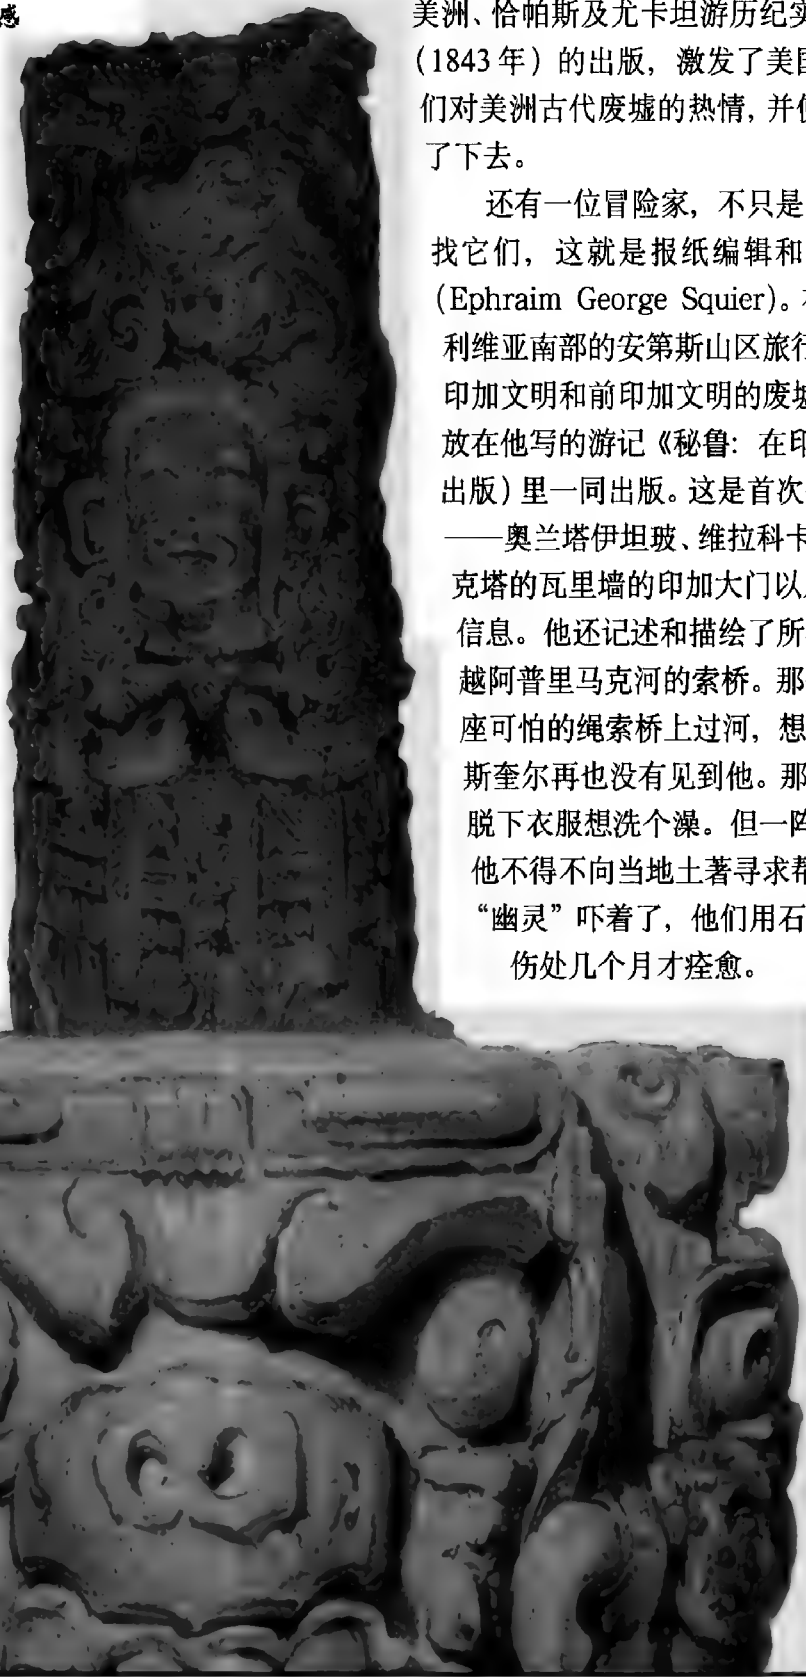 感
美洲、恰帕斯及尤卡坦游历纪实
（1843年）的出版，激发了美国
们对美洲古代废墟的热情，并使
了下去。
还有一位冒险家，不只是
找它们，这就是报纸编辑和
（Ephraim George Squier）。
利维亚南部的安第斯山区旅行
印加文明和前印加文明的废墟
放在他写的游记《秘鲁：在印
出版）里一同出版。这是首次
——奥兰塔伊坦玻、维拉科卡
克塔的瓦里墙的印加大门以及
信息。他还记述和描绘了所
越阿普里马克河的索桥。那
座可怕的绳索桥上过河，想
斯奎尔再也没有见到他。那
脱下衣服想洗个澡。但一阵
他不得不向当地土著寻求帮
“幽灵”吓着了，他们用石
伤处几个月才痊愈。